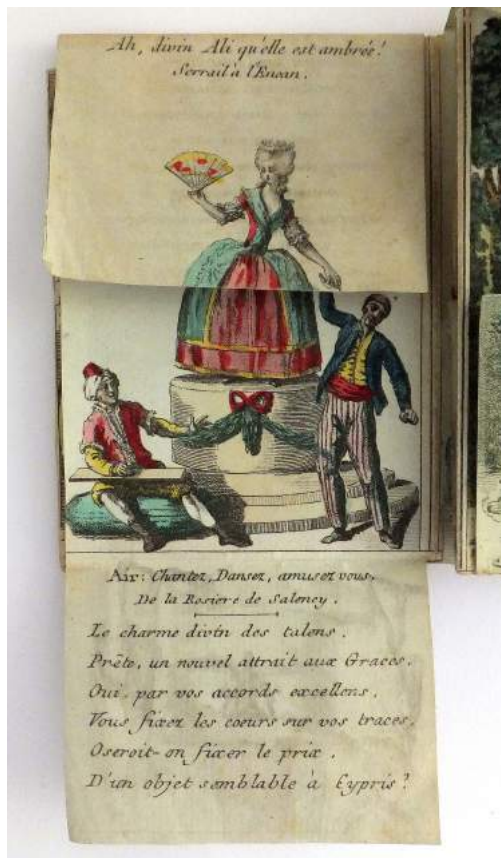 Ah, divin Ali qu'elle est ambrée!
Serrail à l'Encan.
Air: Chantez, Dansez, amusez vous.
De la Rosiere de Salency.
Le charme divin des talens.
Prête, un nouvel attrait aux Graces.
Oui, par vos accords excellens,
Vous fixez les coeurs sur vos traces.
Oseroit-on fixer le prix.
D'un objet semblable à Cypris?